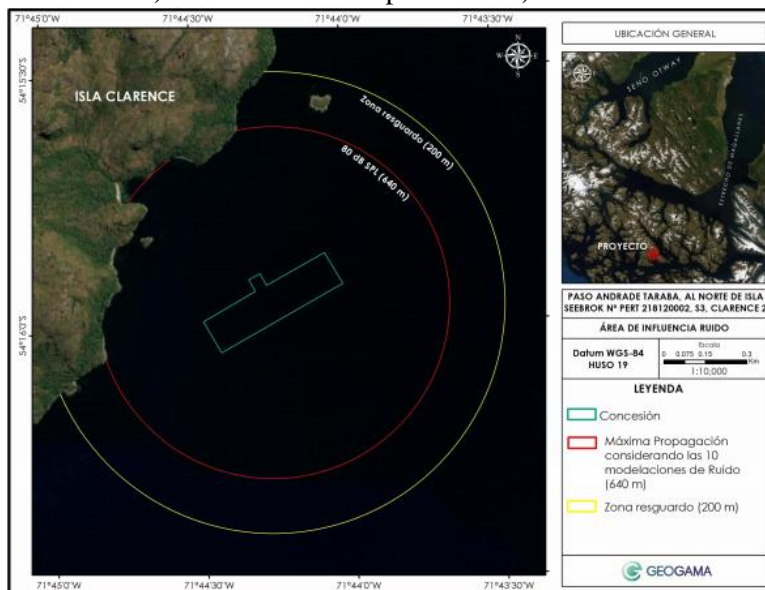 71°45'0"O
71°44'30"O
71°44'0"O
71°43'30"O
54°15'30"S
54°16'0"S
ISLA CLARENCE
N
W
E
S
Zona resguardo (200 m)
80 dB SPL (640 m)
71°45'0"O
71°44'30"O
71°44'0"O
71°43'30"O
UBICACIÓN GENERAL
SENO OTWAY
ESTRECHO DE MAGALLANES
PROYECTO
PASO ANDRADE TARABA, AL NORTE DE ISLA
SEEBROK Nº PERT 218120002, S3, CLARENCE 2
ÁREA DE INFLUENCIA RUIDO
Datum WGS-84
HUSO 19
Escala
0 0.075 0.15 0.3
Km
1:10,000
LEYENDA
Concesión
Máxima Propagación
considerando las 10
modelaciones de Ruido
(640 m)
Zona resguardo (200 m)
GEOGAMA